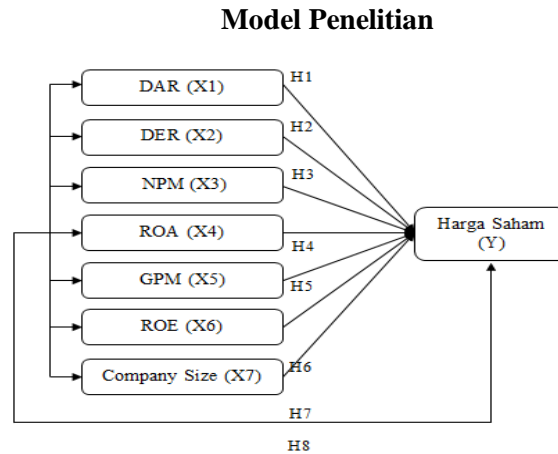 Model Penelitian
H1
DAR (X1)
H2
DER (X2)
H3
NPM (X3)
ROA (X4)
H4
Harga Saham
(Y)
GPM (X5)
H5
ROE (X6)
H6
Company Size (X7)
H7
H8